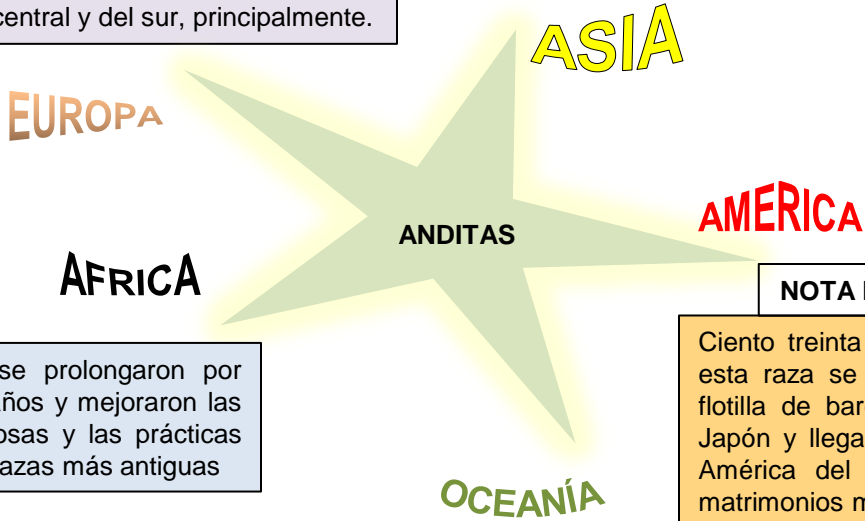 central y del sur, principalmente.
ASIA
EUROPA
AMERICA
ANDITAS
AFRICA
NOTA
se prolongaron por
años y mejoraron las
osas y las prácticas
azas más antiguas
Ciento treinta
esta raza se
flotilla de bar
Japón y llega
América del
matrimonios m
OCEANÍA